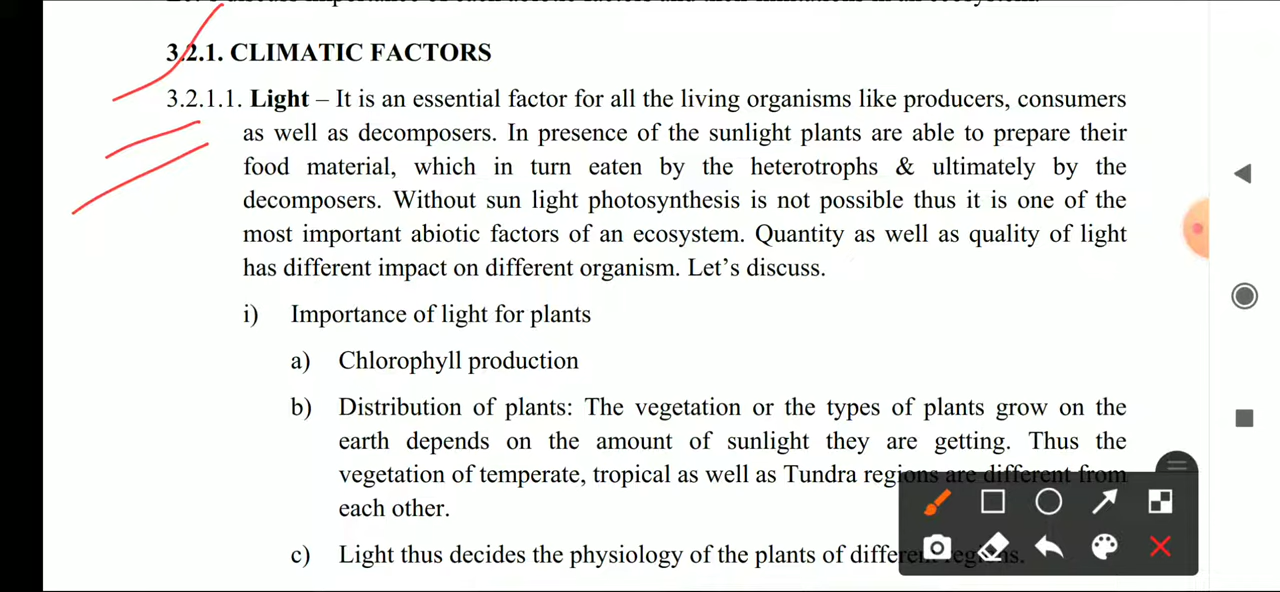 3.2.1. CLIMATIC FACTORS
3.2.1.1. Light – It is an essential factor for all the living organisms like producers, consumers
as well as decomposers. In presence of the sunlight plants are able to prepare their
food material, which in turn eaten by the heterotrophs & ultimately by the
decomposers. Without sun light photosynthesis is not possible thus it is one of the
most important abiotic factors of an ecosystem. Quantity as well as quality of light
has different impact on different organism. Let’s discuss.
i) Importance of light for plants
a) Chlorophyll production
b) Distribution of plants: The vegetation or the types of plants grow on the
earth depends on the amount of sunlight they are getting. Thus the
vegetation of temperate, tropical as well as Tundra regions are different from
each other.
c) Light thus decides the physiology of the plants of different regions.